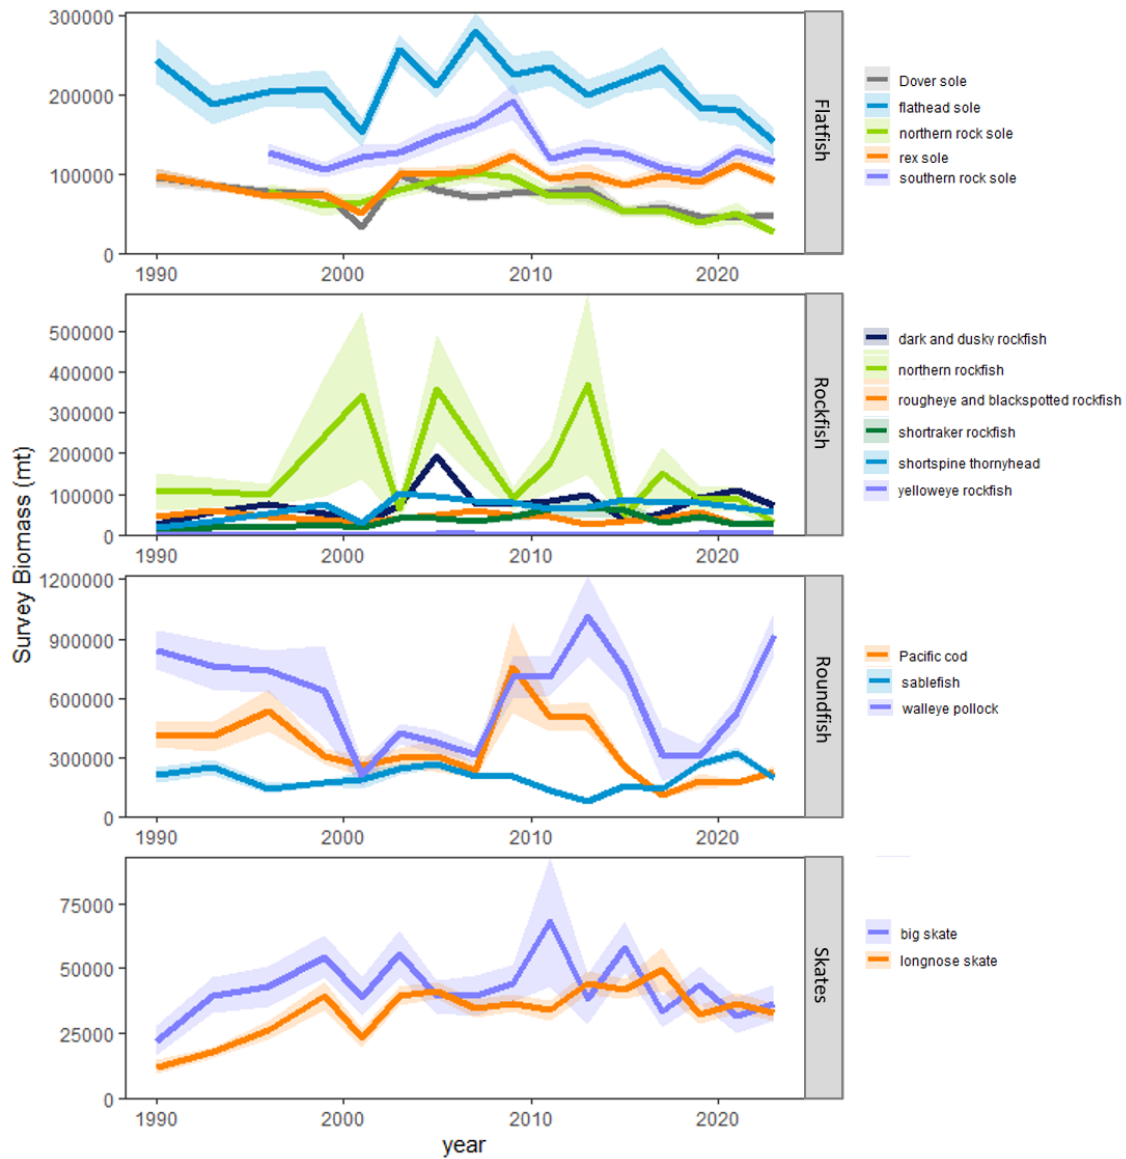 Survey Biomass (mt)
300000
200000
100000
0
1990
2000
2010
2020
Flatfish
Dover sole
flathead sole
northern rock sole
rex sole
southern rock sole
500000
400000
300000
200000
100000
0
1990
2000
2010
2020
Rockfish
dark and dusky rockfish
northern rockfish
rougheye and blackspotted rockfish
shortraker rockfish
shortspine thornyhead
yelloweye rockfish
1200000
900000
600000
300000
0
1990
2000
2010
2020
Roundfish
Pacific cod
sablefish
walleye pollock
75000
50000
25000
0
1990
2000
2010
2020
Skates
big skate
longnose skate
year